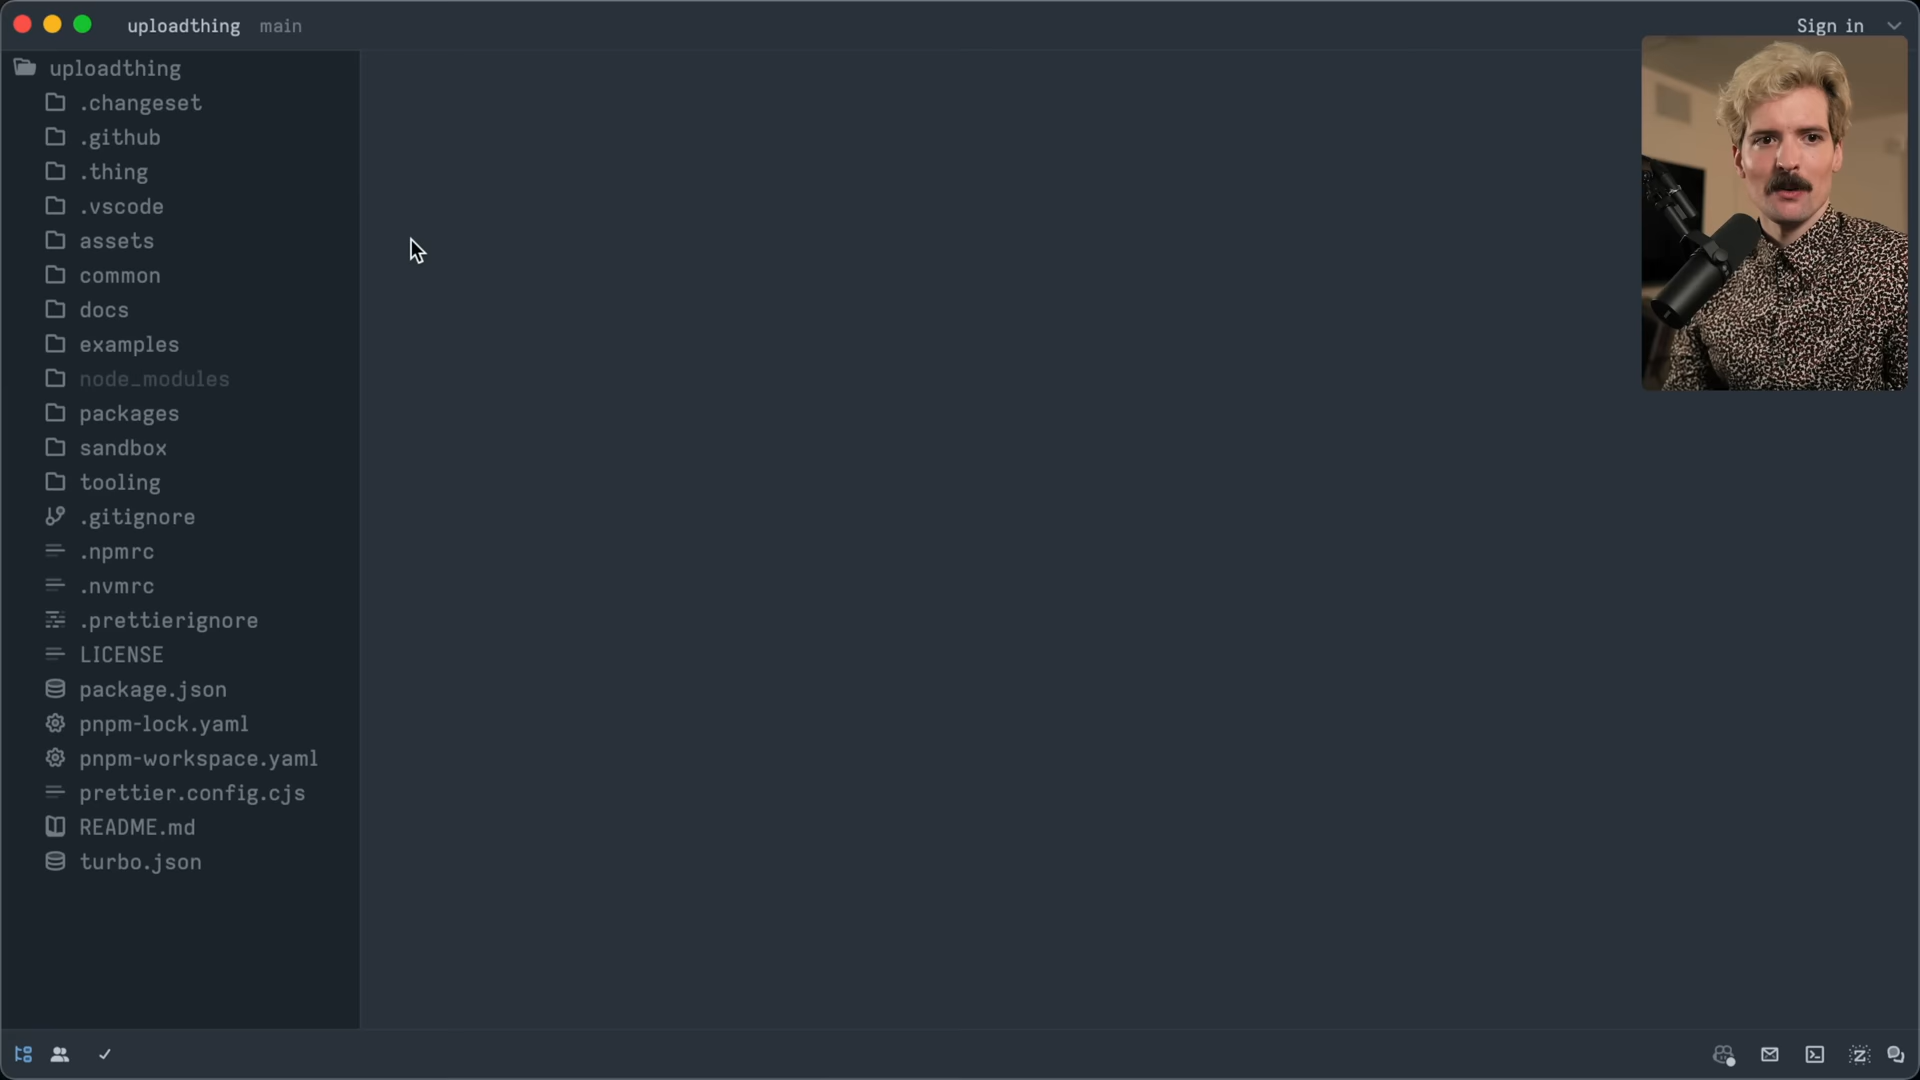 uploadthing main
Sign in
uploadthing
.changeset
.github
.thing
.vscode
assets
common
docs
examples
node_modules
packages
sandbox
tooling
.gitignore
.npmrc
.nvmrc
.prettierignore
LICENSE
package.json
pnpm-lock.yaml
pnpm-workspace.yaml
prettier.config.cjs
README.md
turbo.json